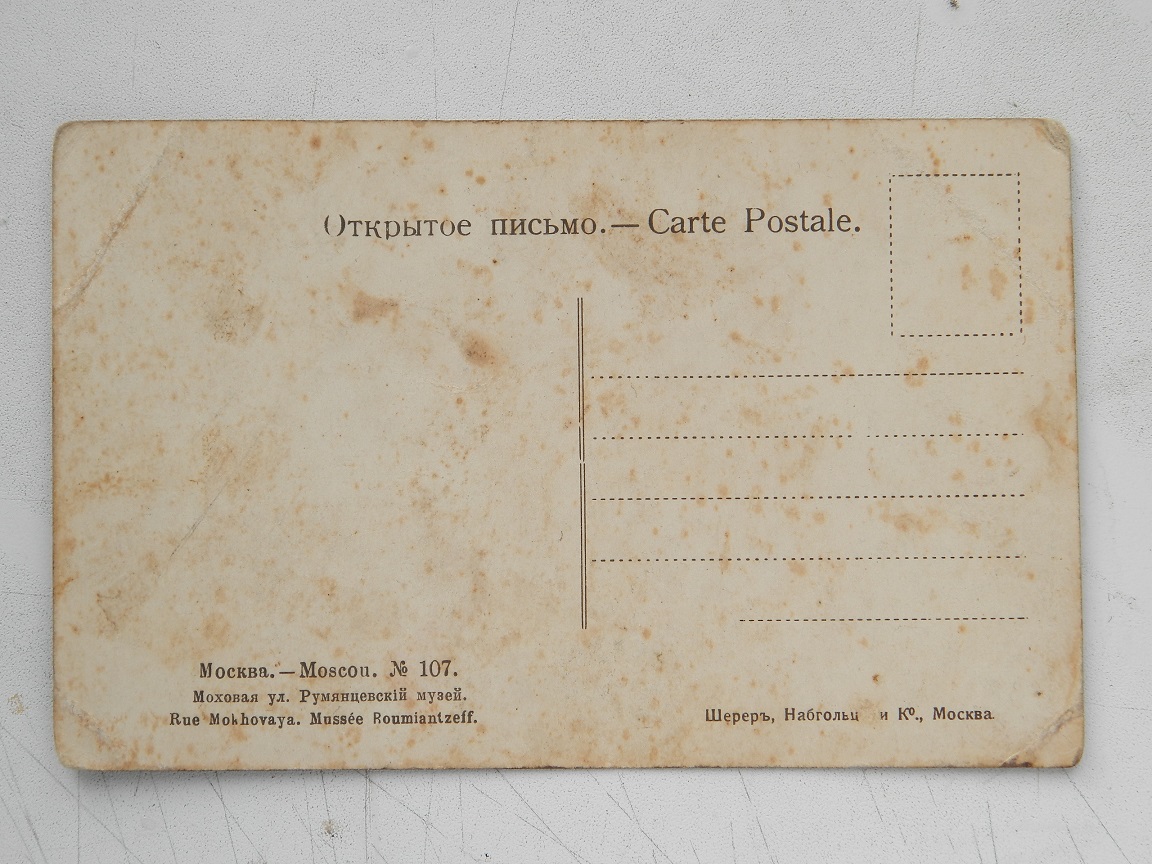 Открытое письмо.— Carte Postale.
Москва.—Moscou. № 107.
Моховая ул. Румянцевскій музей.
Rue Mokhovaya. Mussée Roumiantzeff.
Шереръ, Набгольц и Кº., Москва.